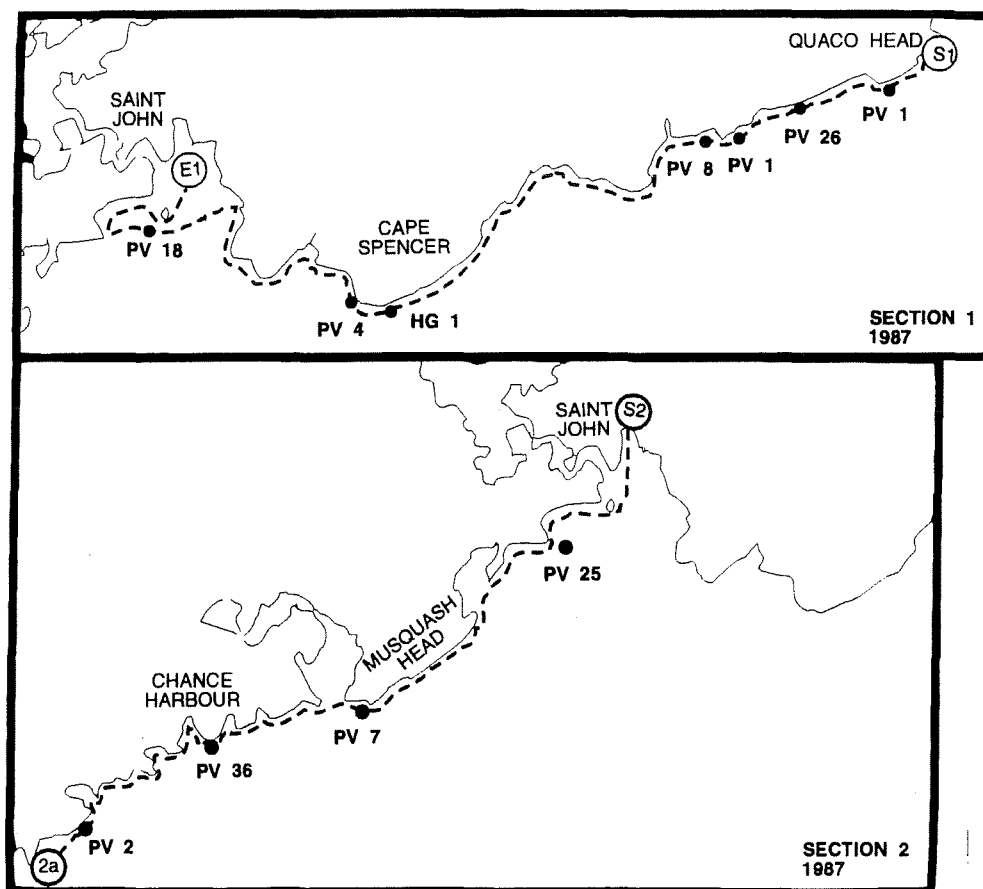 QUACO HEAD
S1
SAINT
JOHN
PV 1
PV 26
E1
PV 8
PV 1
CAPE
SPENCER
PV 18
PV 4
HG 1
SECTION 1
1987
SAINT
JOHN
S2
PV 25
MUSQUASH
HEAD
CHANCE
HARBOUR
PV 7
PV 36
PV 2
2a
SECTION 2
1987